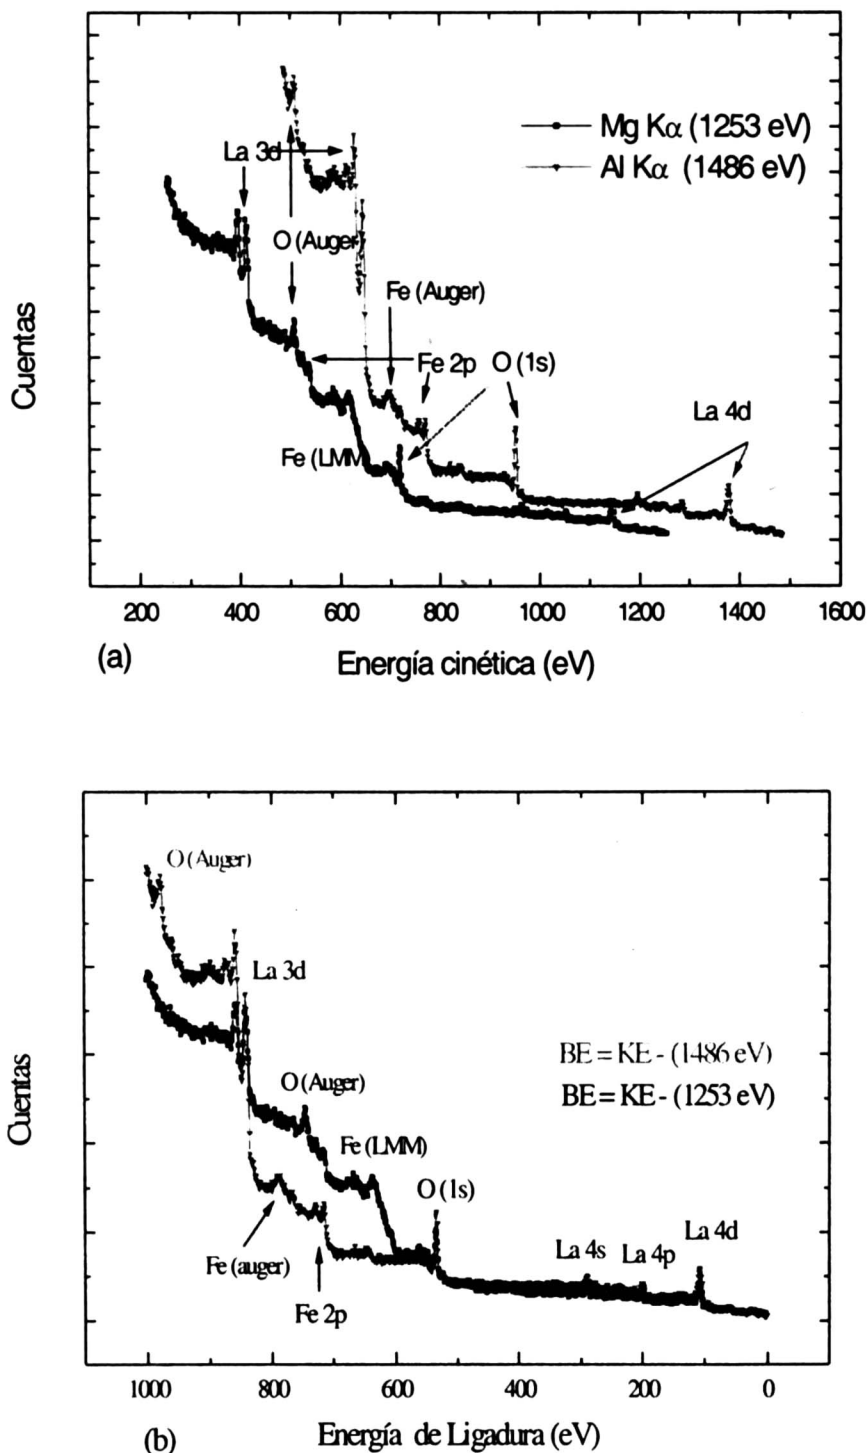 Mg Kα (1253 eV)
Al Kα (1486 eV)
La 3d
O (Auger)
Fe (Auger)
Fe 2p
O (1s)
La 4d
Fe (LMM)
Cuentas
200 400 600 800 1000 1200 1400 1600
(a)
Energía cinética (eV)
O (Auger)
La 3d
BE = KE - (1486 eV)
BE = KE - (1253 eV)
O (Auger)
Fe (LMM)
O (1s)
La 4s
La 4p
La 4d
Fe (auger)
Fe 2p
Cuentas
1000 800 600 400 200 0
(b)
Energía de Ligadura (eV)